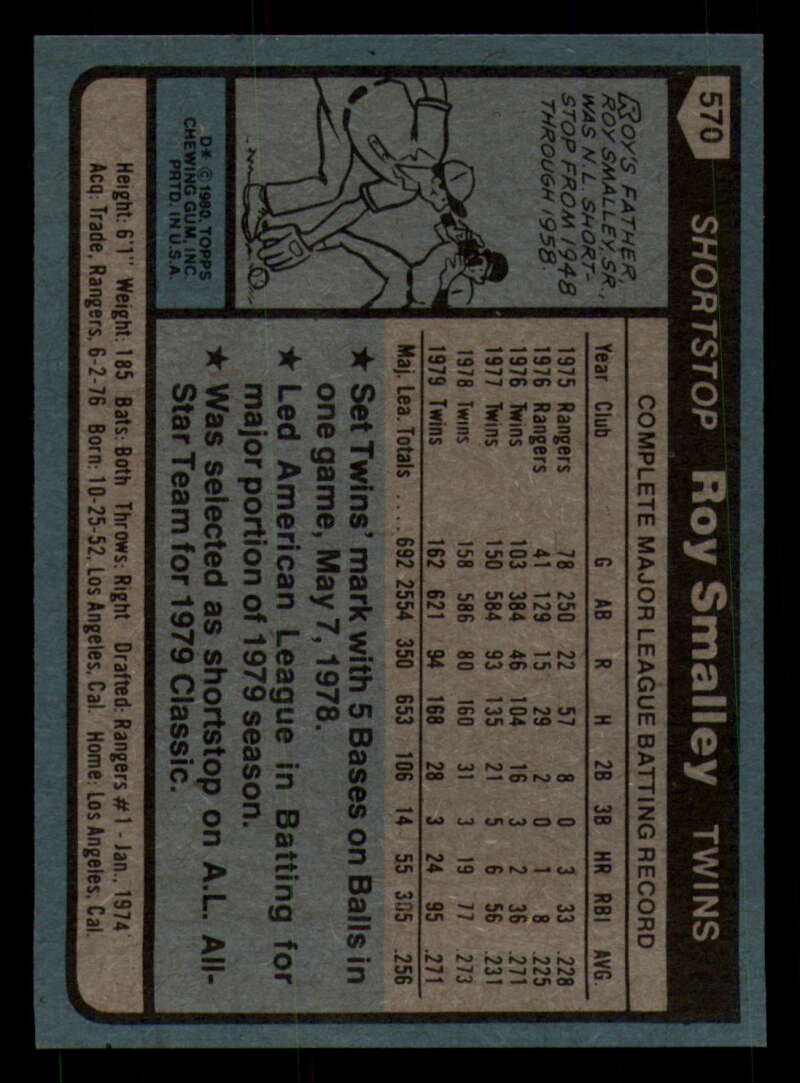 570 SHORTSTOP Roy Smalley TWINS
ROY'S FATHER,
ROY SMALLEY, SR.,
WAS N.L. SHORT-
STOP FROM 1948
THROUGH 1958.
D* © 1980, TOPPS
CHEWING GUM, INC.
PRTD. IN U.S.A.
COMPLETE MAJOR LEAGUE BATTING RECORD
Year Club G AB R H 2B 3B HR RBI AVG.
1975 Rangers 78 250 22 57 8 0 3 33 .228
1976 Rangers 41 129 15 29 2 0 1 8 .225
1976 Twins 103 384 46 104 16 3 2 36 .271
1977 Twins 150 584 93 135 21 5 6 56 .231
1978 Twins 158 586 80 160 31 3 19 77 .273
1979 Twins 162 621 94 168 28 3 24 95 .271
Maj. Lea. Totals .... 692 2554 350 653 106 14 55 305 .256
★ Set Twins' mark with 5 Bases on Balls in
one game, May 7, 1978.
★ Led American League in Batting for
major portion of 1979 season.
★ Was selected as shortstop on A.L. All-
Star Team for 1979 Classic.
Height: 6'1" Weight: 185 Bats: Both Throws: Right Drafted: Rangers #1 - Jan., 1974
Acq: Trade, Rangers, 6-2-76 Born: 10-25-52, Los Angeles, Cal. Home: Los Angeles, Cal.